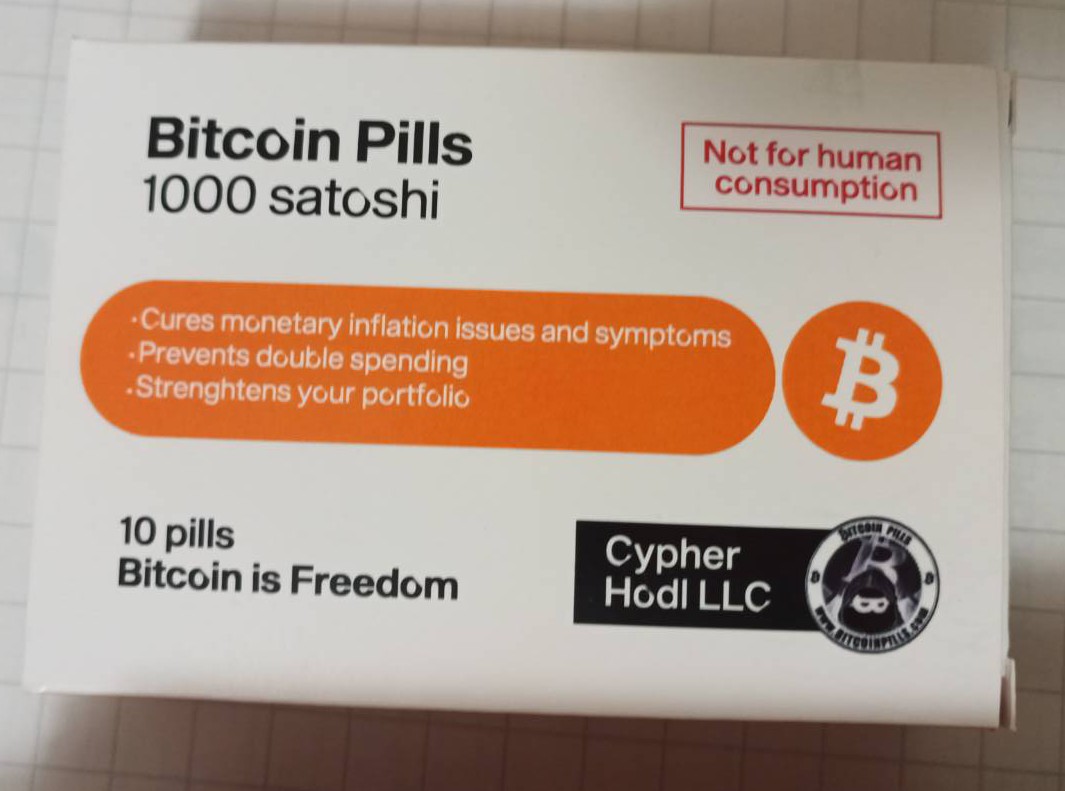 Bitcoin Pills
1000 satoshi
Not for human
consumption
·Cures monetary inflation issues and symptoms
·Prevents double spending
·Strenghtens your portfolio
10 pills
Bitcoin is Freedom
Cypher
Hodl LLC
BITCOIN PILLS
WWW.BITCOINPILLS.COM